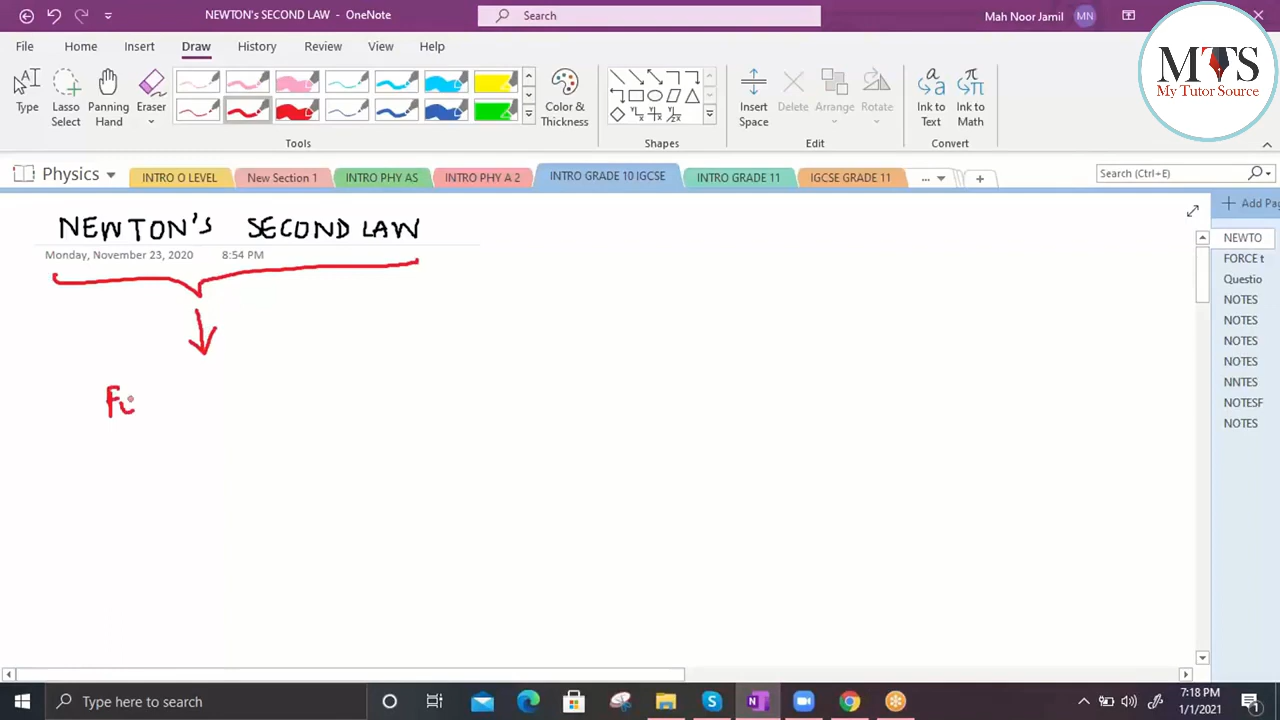 NEWTON's SECOND LAW - OneNote
Search
Mah Noor Jamil MN
File Home Insert Draw History Review View Help
Type
Lasso Select
Panning Hand
Eraser
Color & Thickness
Insert Space
Delete
Arrange
Rotate
Ink to Text
Ink to Math
Tools
Shapes
Edit
Convert
MTS
My Tutor Source
Physics
INTRO O LEVEL
New Section 1
INTRO PHY AS
INTRO PHY A 2
INTRO GRADE 10 IGCSE
INTRO GRADE 11
IGCSE GRADE 11
...
Search (Ctrl+E)
Add Pag
NEWTON's SECOND LAW
Monday, November 23, 2020 8:54 PM
NEWTO
FORCE t
Questio
NOTES
NOTES
NOTES
NOTES
NNTES
NOTESF
NOTES
Type here to search
7:18 PM
1/1/2021